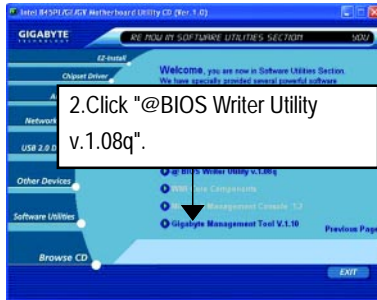 Intel 845PE/GE/GV Motherboard Utility CD (Ver.1.0)
GIGABYTE
TECHNOLOGY
RE NOW IN SOFTWARE UTILITIES SECTION
YOU
EZ-Install
Chipset Driver
Welcome, you are now in Software Utilities Section.
We have specially provided several powerful software
A
Network
USB 2.0 D
2.Click "@BIOS Writer Utility
v.1.08q".
@ BIOS Writer Utility v.1.08q
Other Devices
Gigabyte Management Tool V.1.10
Software Utilities
Previous Page
Browse CD
EXIT